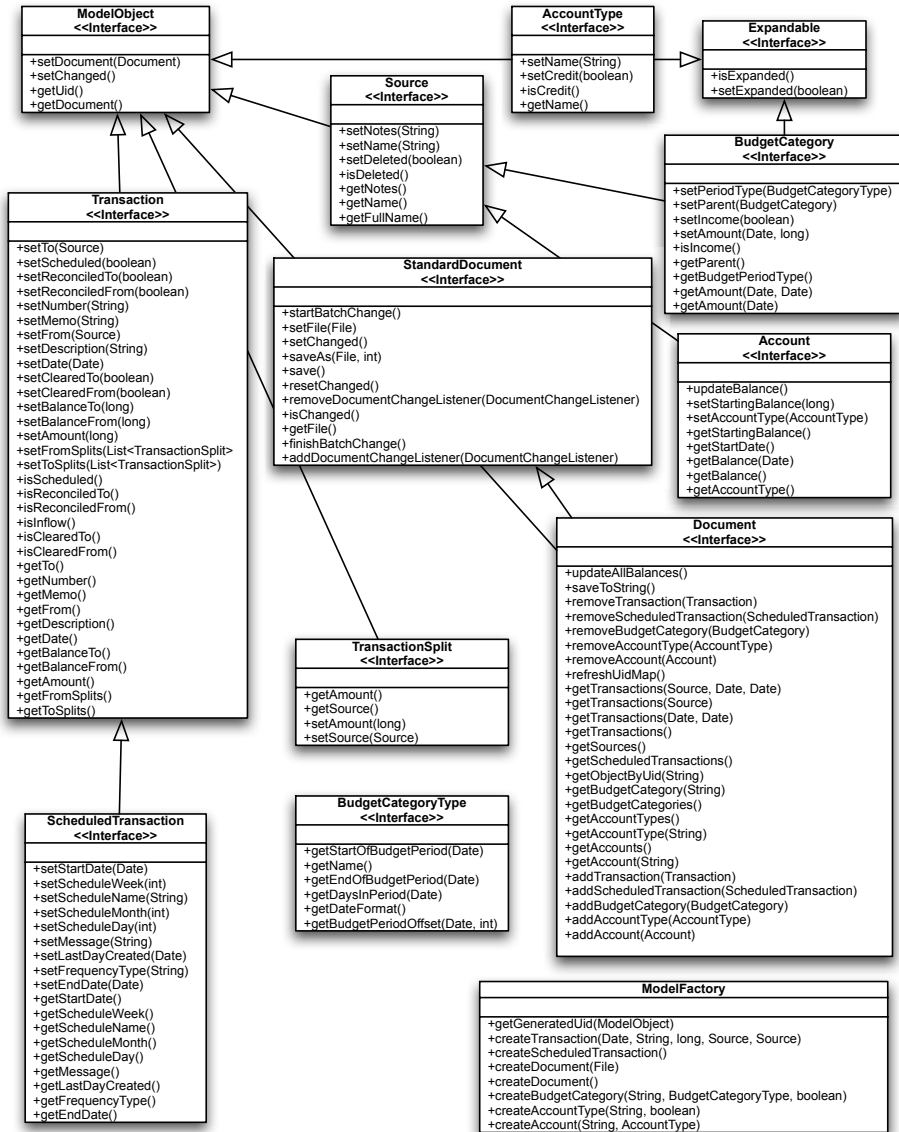 ModelObject
<<Interface>>
+setDocument(Document)
+setChanged()
+getUid()
+getDocument()
AccountType
<<Interface>>
+setName(String)
+setCredit(boolean)
+isCredit()
+getName()
Expandable
<<Interface>>
+isExpanded()
+setExpanded(boolean)
Source
<<Interface>>
+setNotes(String)
+setName(String)
+setDeleted(boolean)
+isDeleted()
+getNotes()
+getName()
+getFullName()
BudgetCategory
<<Interface>>
+setPeriodType(BudgetCategoryType)
+setParent(BudgetCategory)
+setIncome(boolean)
+setAmount(Date, long)
+isIncome()
+getParent()
+getBudgetPeriodType()
+getAmount(Date, Date)
+getAmount(Date)
Transaction
<<Interface>>
+setTo(Source)
+setScheduled(boolean)
+setReconciledTo(boolean)
+setReconciledFrom(boolean)
+setNumber(String)
+setMemo(String)
+setFrom(Source)
+setDescription(String)
+setDate(Date)
+setClearedTo(boolean)
+setClearedFrom(boolean)
+setBalanceTo(long)
+setBalanceFrom(long)
+setAmount(long)
+setFromSplits(List<TransactionSplit>
+setToSplits(List<TransactionSplit>)
+isScheduled()
+isReconciledTo()
+isReconciledFrom()
+isInflow()
+isClearedTo()
+isClearedFrom()
+getTo()
+getNumber()
+getMemo()
+getFrom()
+getDescription()
+getDate()
+getBalanceTo()
+getBalanceFrom()
+getAmount()
+getFromSplits()
+getToSplits()
StandardDocument
<<Interface>>
+startBatchChange()
+setFile(File)
+setChanged()
+saveAs(File, int)
+save()
+resetChanged()
+removeDocumentChangeListener(DocumentChangeListener)
+isChanged()
+getFile()
+finishBatchChange()
+addDocumentChangeListener(DocumentChangeListener)
Account
<<Interface>>
+updateBalance()
+setStartingBalance(long)
+setAccountType(AccountType)
+getStartingBalance()
+getStartDate()
+getBalance(Date)
+getBalance()
+getAccountType()
Document
<<Interface>>
+updateAllBalances()
+saveToString()
+removeTransaction(Transaction)
+removeScheduledTransaction(ScheduledTransaction)
+removeBudgetCategory(BudgetCategory)
+removeAccountType(AccountType)
+removeAccount(Account)
+refreshUidMap()
+getTransactions(Source, Date, Date)
+getTransactions(Source)
+getTransactions(Date, Date)
+getTransactions()
+getSources()
+getScheduledTransactions()
+getObjectByUid(String)
+getBudgetCategory(String)
+getBudgetCategories()
+getAccountTypes()
+getAccountType(String)
+getAccounts()
+getAccount(String)
+addTransaction(Transaction)
+addScheduledTransaction(ScheduledTransaction)
+addBudgetCategory(BudgetCategory)
+addAccountType(AccountType)
+addAccount(Account)
TransactionSplit
<<Interface>>
+getAmount()
+getSource()
+setAmount(long)
+setSource(Source)
BudgetCategoryType
<<Interface>>
+getStartOfBudgetPeriod(Date)
+getName()
+getEndOfBudgetPeriod(Date)
+getDaysInPeriod(Date)
+getDateFormat()
+getBudgetPeriodOffset(Date, int)
ScheduledTransaction
<<Interface>>
+setStartDate(Date)
+setScheduleWeek(int)
+setScheduleName(String)
+setScheduleMonth(int)
+setScheduleDay(int)
+setMessage(String)
+setLastDayCreated(Date)
+setFrequencyType(String)
+setEndDate(Date)
+getStartDate()
+getScheduleWeek()
+getScheduleName()
+getScheduleMonth()
+getScheduleDay()
+getMessage()
+getLastDayCreated()
+getFrequencyType()
+getEndDate()
ModelFactory
+getGeneratedUid(ModelObject)
+createTransaction(Date, String, long, Source, Source)
+createScheduledTransaction()
+createDocument(File)
+createDocument()
+createBudgetCategory(String, BudgetCategoryType, boolean)
+createAccountType(String, boolean)
+createAccount(String, AccountType)